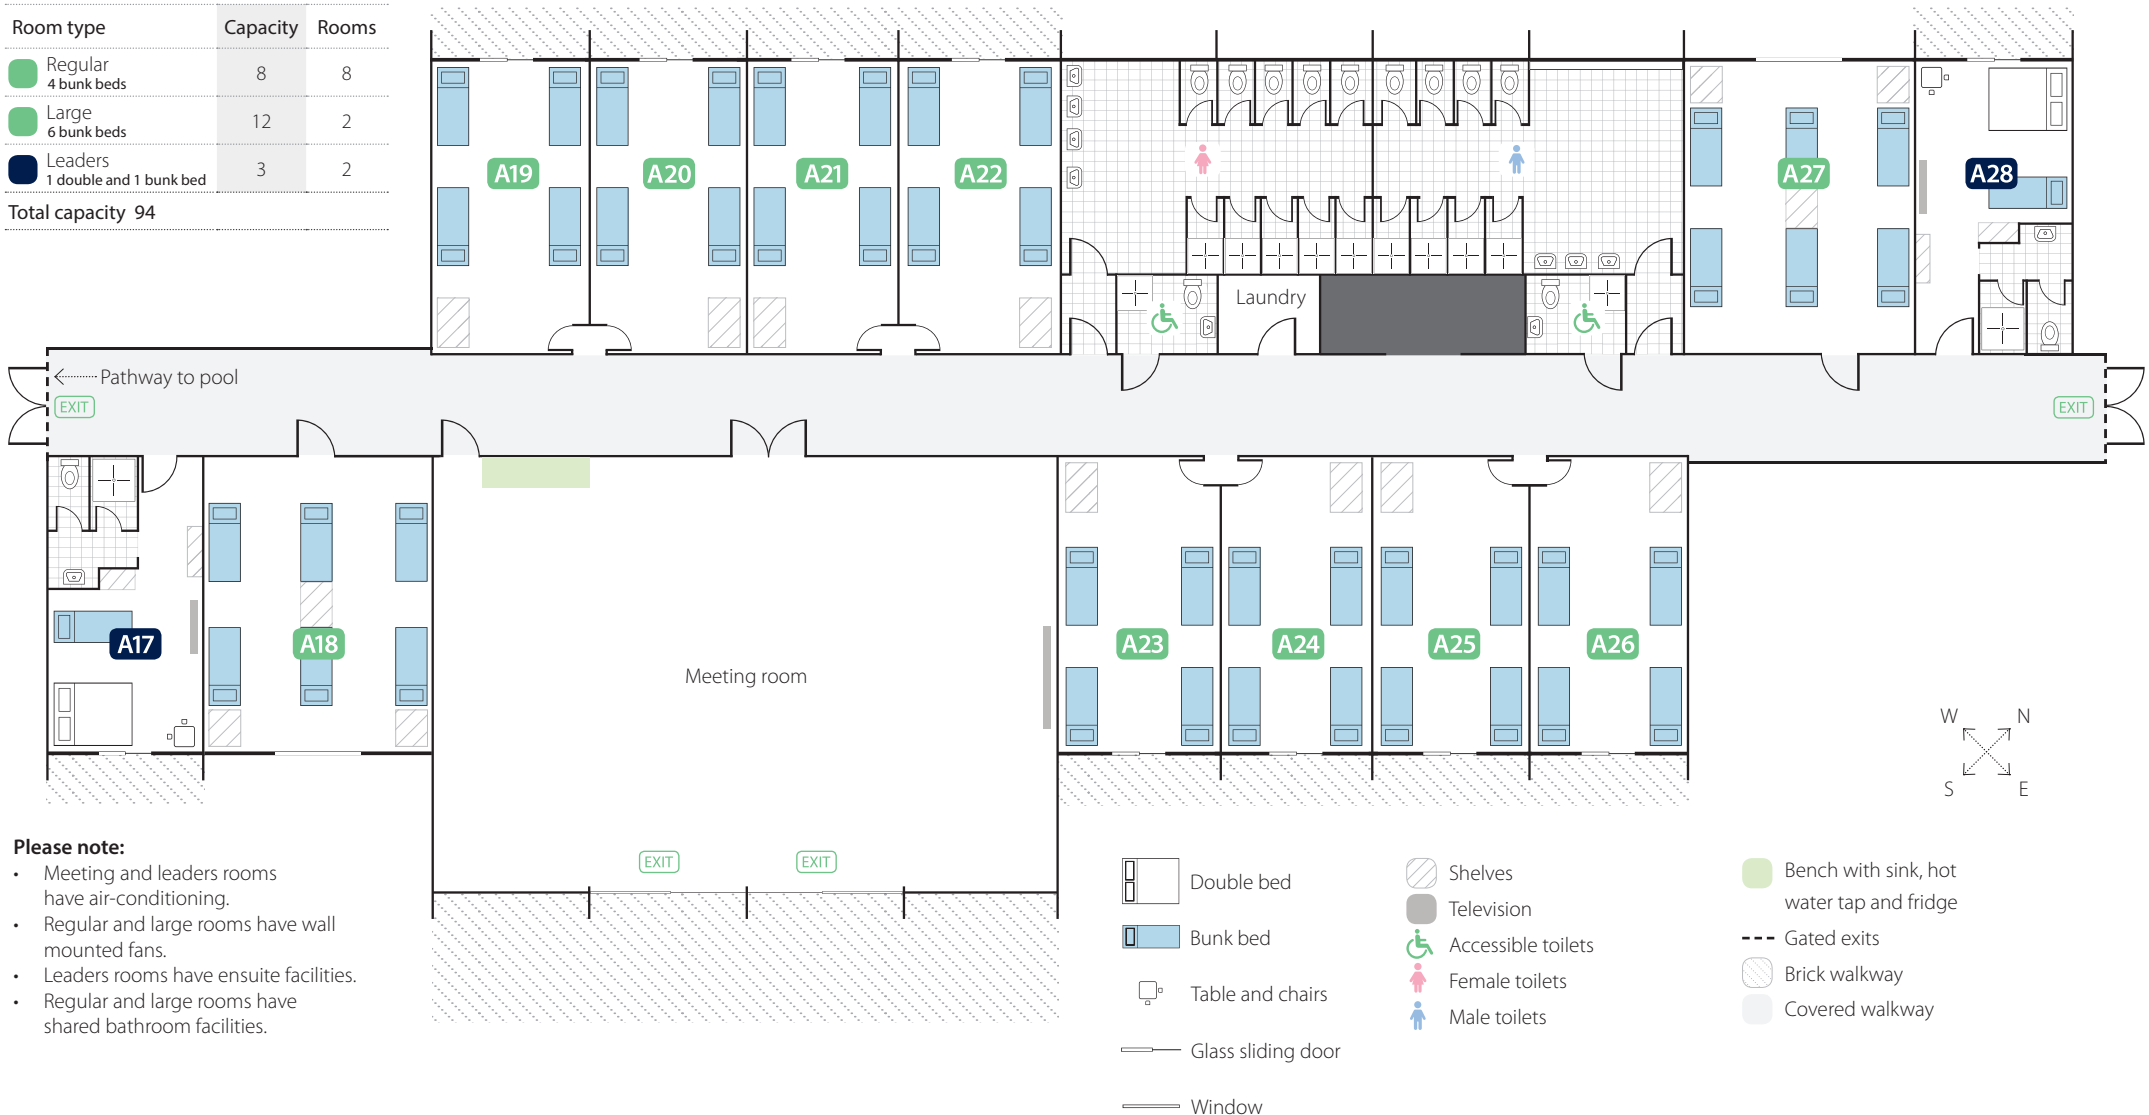 Room type Capacity Rooms
Regular
4 bunk beds
8 8
Large
6 bunk beds
12 2
Leaders
1 double and 1 bunk bed
3 2
Total capacity 94
A19 A20 A21 A22 A27 A28
Laundry
Pathway to pool
EXIT EXIT
A17 A18 A23 A24 A25 A26
Meeting room
W N
S E
EXIT EXIT
Please note:
• Meeting and leaders rooms
have air-conditioning.
• Regular and large rooms have wall
mounted fans.
• Leaders rooms have ensuite facilities.
• Regular and large rooms have
shared bathroom facilities.
Double bed
Bunk bed
Table and chairs
Glass sliding door
Window
Shelves
Television
Accessible toilets
Female toilets
Male toilets
Bench with sink, hot
water tap and fridge
Gated exits
Brick walkway
Covered walkway